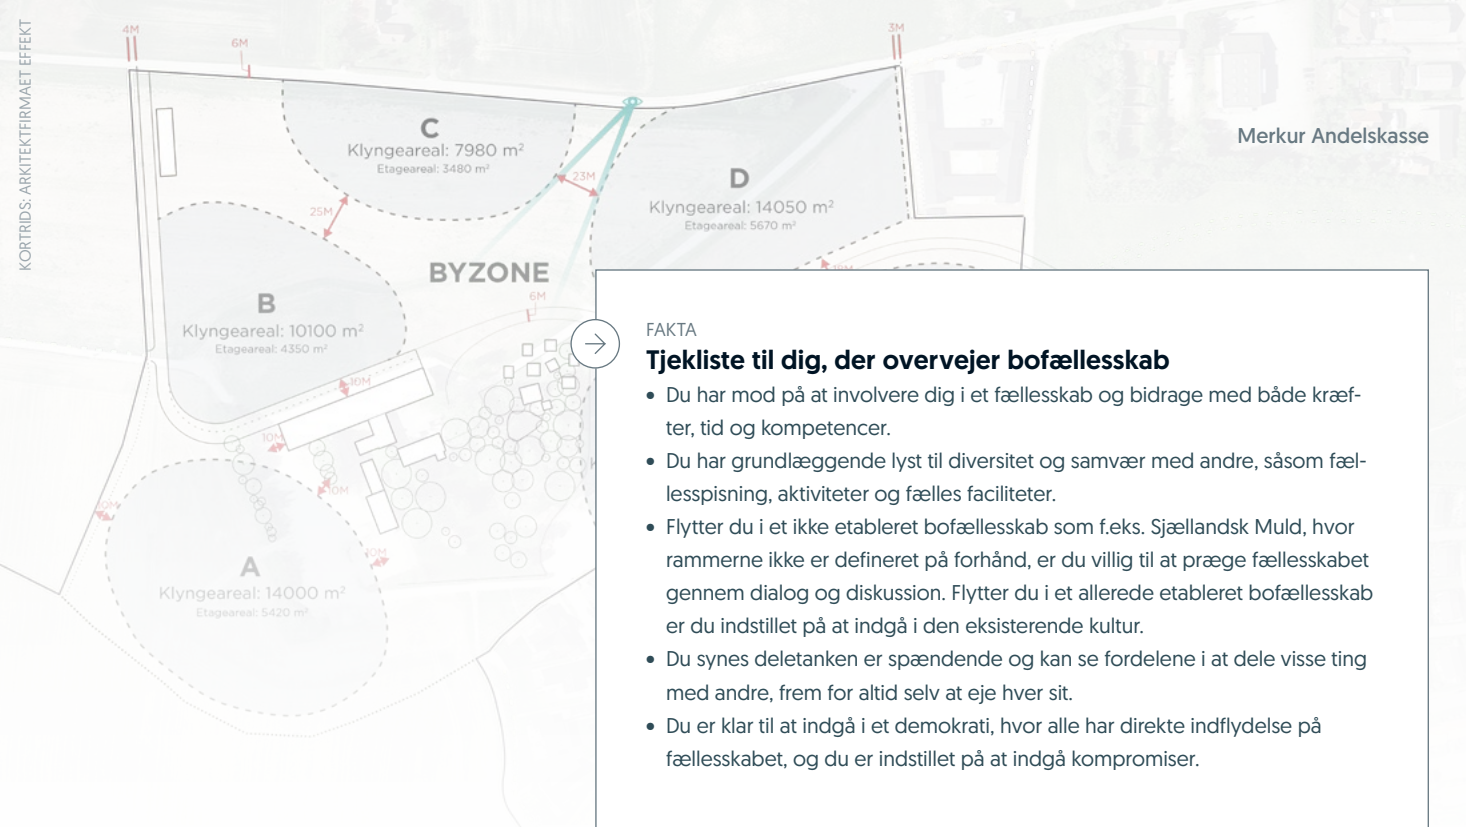 KORTRIDS: ARKITEKTFIRMAET EFFEKT
4M
6M
3M
C
Klyngeareal: 7980 m²
Etageareal: 3480 m²
Merkur Andelskasse
23M
D
Klyngeareal: 14050 m²
Etageareal: 5670 m²
25M
BYZONE
6M
B
Klyngeareal: 10100 m²
Etageareal: 4350 m²
10M
10M
10M
10M
10M
A
Klyngeareal: 14000 m²
Etageareal: 5420 m²
FAKTA
Tjekliste til dig, der overvejer bofællesskab
• Du har mod på at involvere dig i et fællesskab og bidrage med både kræf-
ter, tid og kompetencer.
• Du har grundlæggende lyst til diversitet og samvær med andre, såsom fæl-
lesspisning, aktiviteter og fælles faciliteter.
• Flytter du i et ikke etableret bofællesskab som f.eks. Sjællandsk Muld, hvor
rammerne ikke er defineret på forhånd, er du villig til at præge fællesskabet
gennem dialog og diskussion. Flytter du i et allerede etableret bofællesskab
er du indstillet på at indgå i den eksisterende kultur.
• Du synes deletanken er spændende og kan se fordelene i at dele visse ting
med andre, frem for altid selv at eje hver sit.
• Du er klar til at indgå i et demokrati, hvor alle har direkte indflydelse på
fællesskabet, og du er indstillet på at indgå kompromiser.